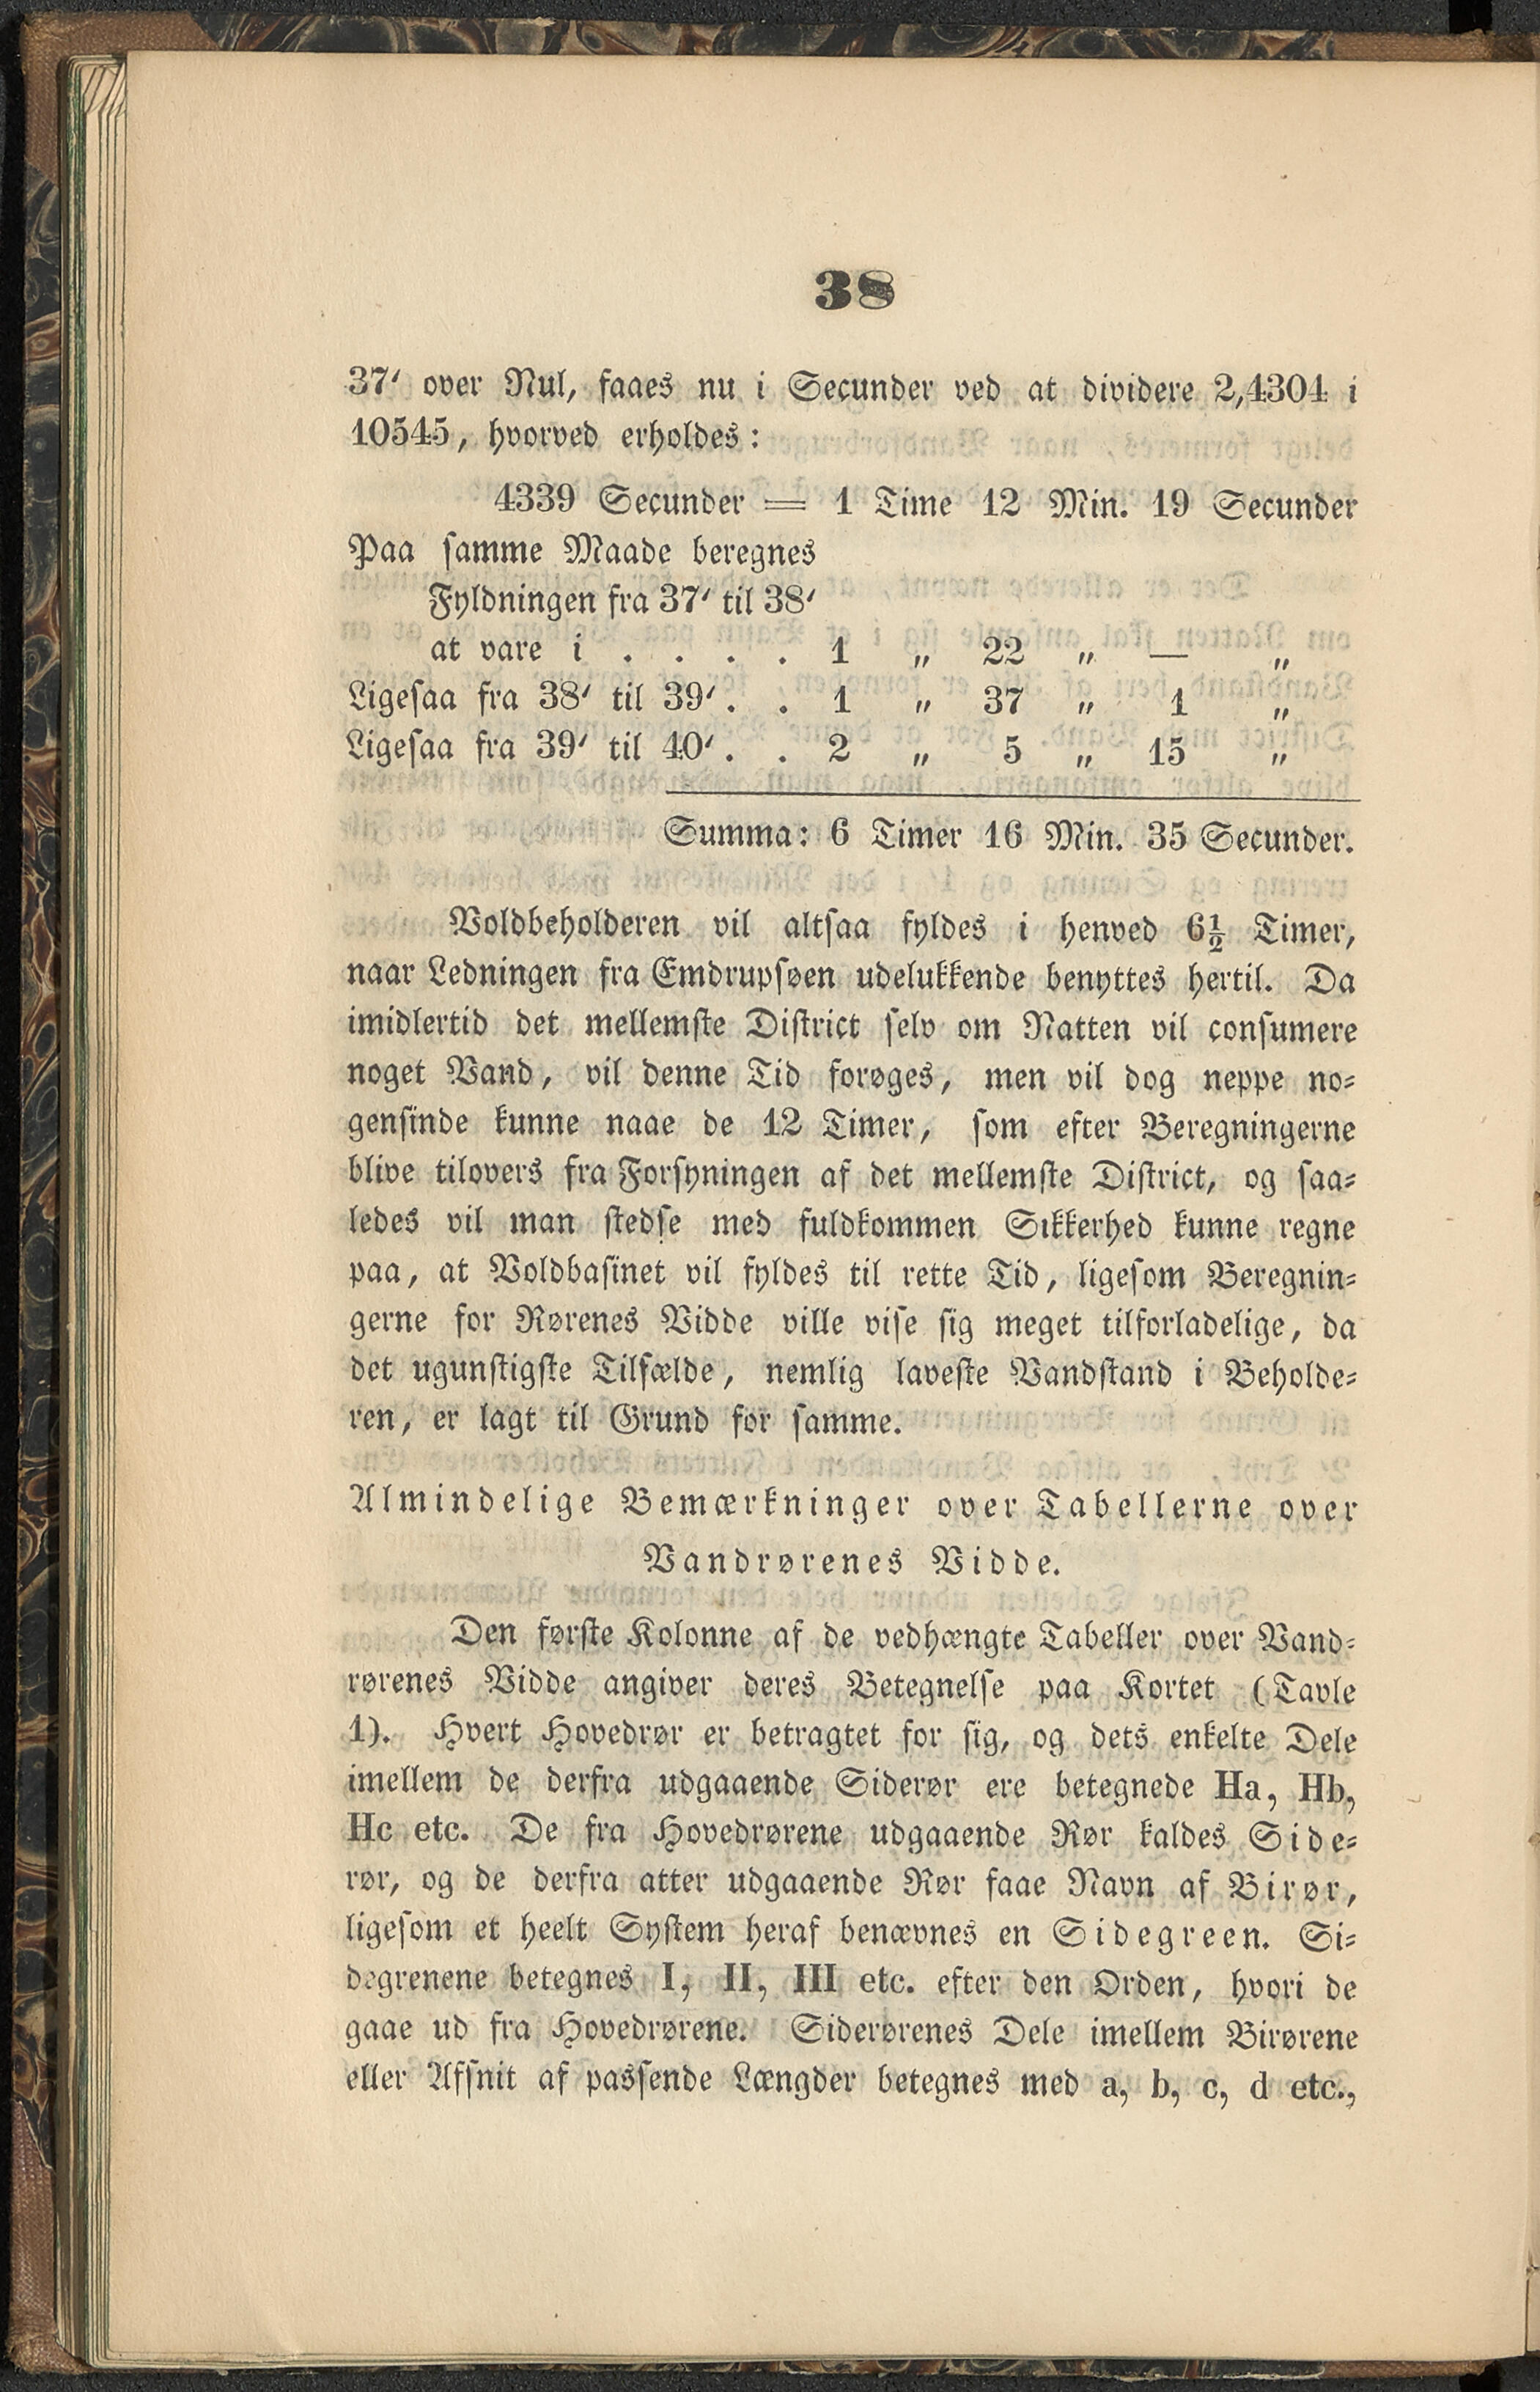 38
37′ over Nul, faaes nu i Secunder ved at dividere 2,4304 i
10545, hvorved erholdes:
4339 Secunder = 1 Time 12 Min. 19 Secunder
Paa samme Maade beregnes
Fyldningen fra 37′ til 38′
at vare i . . . . 1 „ 22 „ — „
Ligesaa fra 38′ til 39′ . . 1 „ 37 „ 1 „
Ligesaa fra 39′ til 40′ . . 2 „ 5 „ 15 „
Summa: 6 Timer 16 Min. 35 Secunder.
Voldbeholderen vil altsaa fyldes i henved 6½ Timer,
naar Ledningen fra Emdrupsøen udelukkende benyttes hertil. Da
imidlertid det mellemste District selv om Natten vil consumere
noget Vand, vil denne Tid forøges, men vil dog neppe no-
gensinde kunne naae de 12 Timer, som efter Beregningerne
blive tilovers fra Forsyningen af det mellemste District, og saa-
ledes vil man stedse med fuldkommen Sikkerhed kunne regne
paa, at Voldbasinet vil fyldes til rette Tid, ligesom Beregnin-
gerne for Rørenes Vidde ville vise sig meget tilforladelige, da
det ugunstigste Tilfælde, nemlig laveste Vandstand i Beholde-
ren, er lagt til Grund for samme.
Almindelige Bemærkninger over Tabellerne over
Vandrørenes Vidde.
Den første Kolonne af de vedhængte Tabeller over Vand-
rørenes Vidde angiver deres Betegnelse paa Kortet (Tavle
1). Hvert Hovedrør er betragtet for sig, og dets enkelte Dele
imellem de derfra udgaaende Siderør ere betegnede Ha, Hb,
Hc etc. De fra Hovedrørene udgaaende Rør kaldes Side-
rør, og de derfra atter udgaaende Rør faae Navn af Birør,
ligesom et heelt System heraf benævnes en Sidegreen. Si-
degrenene betegnes I, II, III etc. efter den Orden, hvori de
gaae ud fra Hovedrørene. Siderørenes Dele imellem Birørene
eller Afsnit af passende Længder betegnes med a, b, c, d etc.,